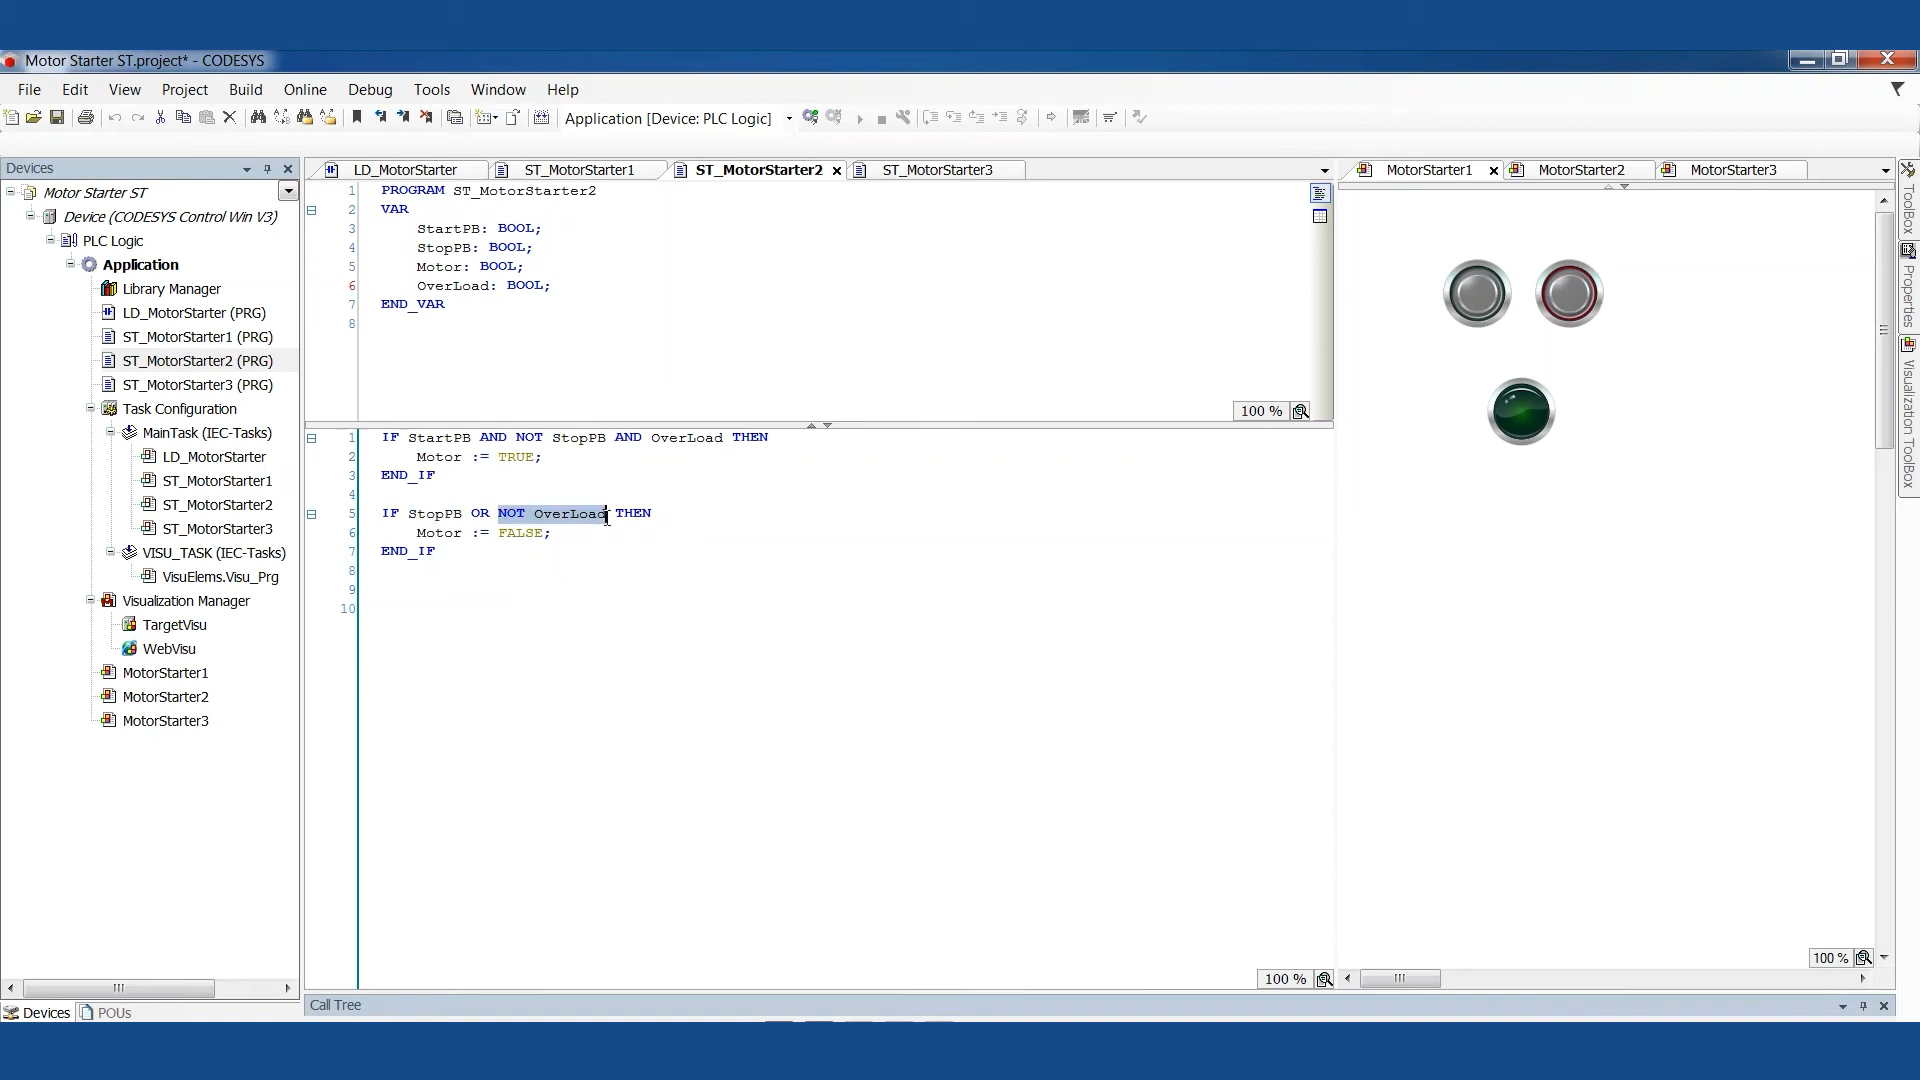 Motor Starter ST.project* - CODESYS
File Edit View Project Build Online Debug Tools Window Help
Application [Device: PLC Logic]
Devices
Motor Starter ST
Device (CODESYS Control Win V3)
PLC Logic
Application
Library Manager
LD_MotorStarter (PRG)
ST_MotorStarter1 (PRG)
ST_MotorStarter2 (PRG)
ST_MotorStarter3 (PRG)
Task Configuration
MainTask (IEC-Tasks)
LD_MotorStarter
ST_MotorStarter1
ST_MotorStarter2
ST_MotorStarter3
VISU_TASK (IEC-Tasks)
VisuElems.Visu_Prg
Visualization Manager
TargetVisu
WebVisu
MotorStarter1
MotorStarter2
MotorStarter3
Devices POUs
LD_MotorStarter ST_MotorStarter1 ST_MotorStarter2 ST_MotorStarter3
1 PROGRAM ST_MotorStarter2
2 VAR
3 StartPB: BOOL;
4 StopPB: BOOL;
5 Motor: BOOL;
6 OverLoad: BOOL;
7 END_VAR
8
100 %
1 IF StartPB AND NOT StopPB AND OverLoad THEN
2 Motor := TRUE;
3 END_IF
4
5 IF StopPB OR NOT OverLoad THEN
6 Motor := FALSE;
7 END_IF
8
9
10
100 %
Call Tree
MotorStarter1 MotorStarter2 MotorStarter3
100 %
ToolBox
Properties
Visualization ToolBox